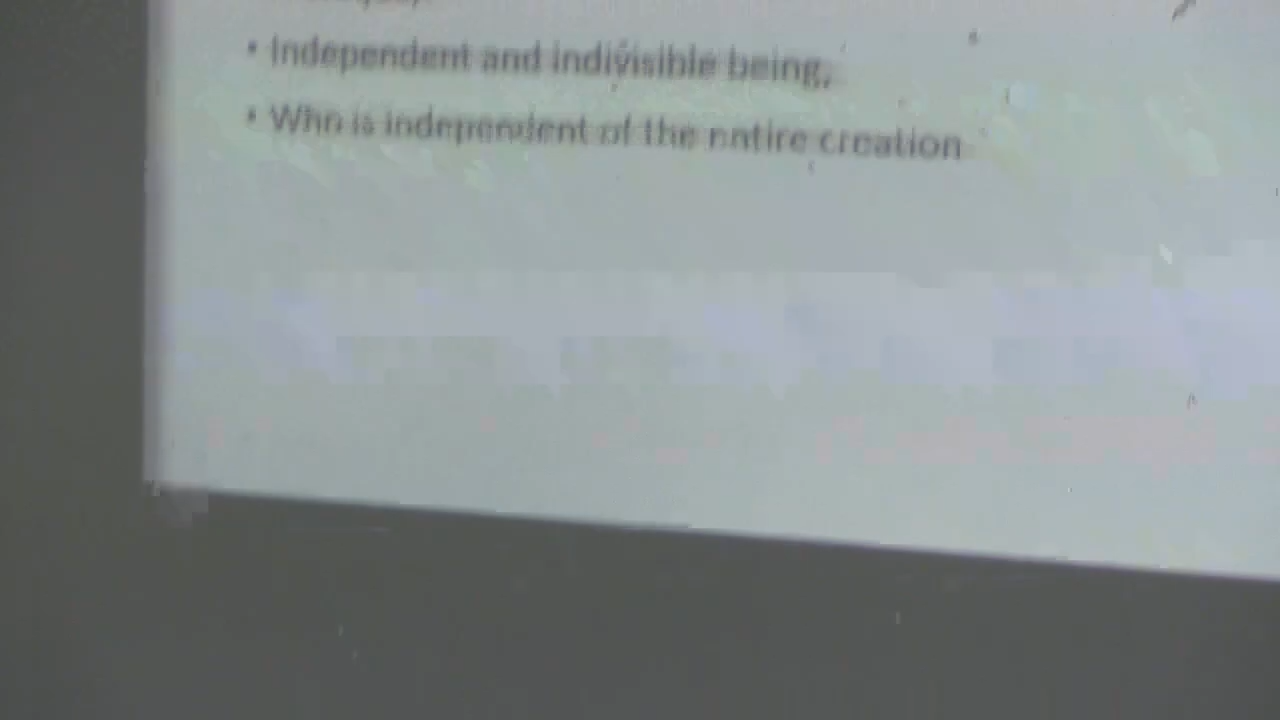 • Independent and indivisible being,
• Who is independent of the entire creation